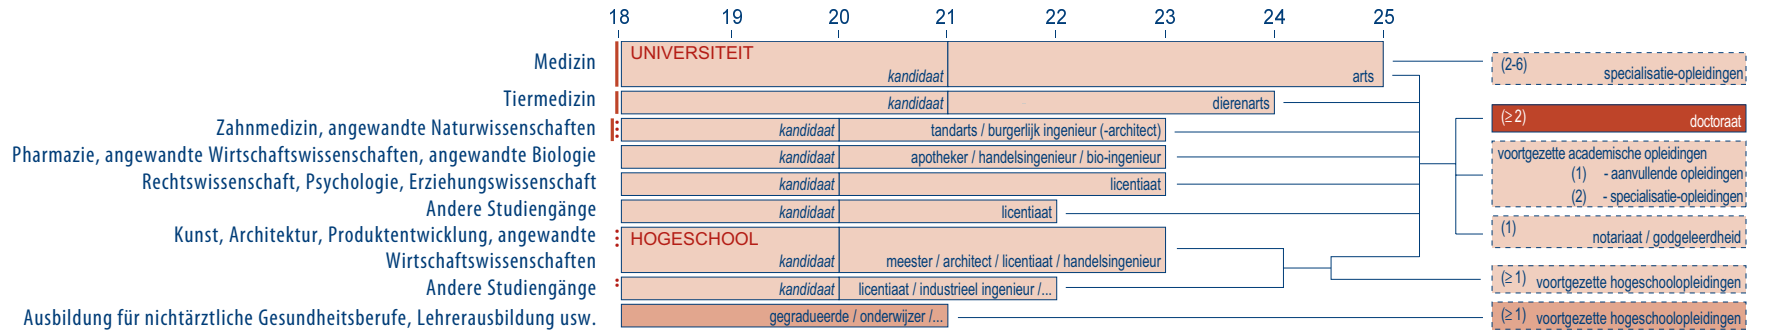 18 19 20 21 22 23 24 25
Medizin
UNIVERSITEIT
kandidaat arts
(2-6) specialisatie-opleidingen
Tiermedizin kandidaat dierenarts
(≥ 2) doctoraat
Zahnmedizin, angewandte Naturwissenschaften kandidaat tandarts / burgerlijk ingenieur (-architect)
Pharmazie, angewandte Wirtschaftswissenschaften, angewandte Biologie kandidaat apotheker / handelsingenieur / bio-ingenieur
voortgezette academische opleidingen
(1) - aanvullende opleidingen
(2) - specialisatie-opleidingen
Rechtswissenschaft, Psychologie, Erziehungswissenschaft kandidaat licentiaat
Andere Studiengänge kandidaat licentiaat
(1) notariaat / godgeleerdheid
Kunst, Architektur, Produktentwicklung, angewandte
Wirtschaftswissenschaften
HOGESCHOOL
kandidaat meester / architect / licentiaat / handelsingenieur
Andere Studiengänge kandidaat licentiaat / industrieel ingenieur /...
(≥ 1) voortgezette hogeschoolopleidingen
Ausbildung für nichtärztliche Gesundheitsberufe, Lehrerausbildung usw. gegradueerde / onderwijzer /...
(≥ 1) voortgezette hogeschoolopleidingen